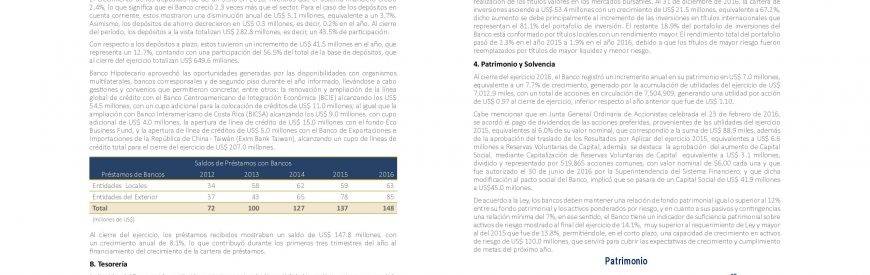 2.4%, lo que significa que el Banco creció 2.3 veces más que el sector. Para el caso de los depósitos en
cuenta corriente, estos mostraron una disminución anual de US$ 5.1 millones, equivalente a un 3.7%.
Asimismo, los depósitos de ahorro decrecieron en US$ 0.3 millones, es decir, 0.2% en el año. Al cierre
del período, los depósitos a la vista totalizan US$ 282.8 millones, es decir, un 43.5% de participación.
Con respecto a los depósitos a plazo, estos tuvieron un incremento de US$ 41.5 millones en el año, que
representa un 12.7%, contando con una participación del 56.5% del total de la base de depósitos, que
al cierre del ejercicio totalizan US$ 649.6 millones.
Banco Hipotecario aprovechó las oportunidades generadas por las disponibilidades con organismos
multilaterales, bancos corresponsales y de segundo piso durante el año informado, llevándose a cabo
gestiones y convenios que permitieron concretar, entre otros: la renovación y ampliación de la línea
global de crédito con el Banco Centroamericano de Integración Económica (BCIE) alcanzando los US$
54.5 millones, con un cupo adicional para la colocación de créditos de US$ 11.0 millones; al igual que la
ampliación con Banco Interamericano de Costa Rica (BICSA) alcanzando los US$ 9.0 millones, con cupo
adicional de US$ 4.0 millones, la apertura de línea de crédito de US$ 15.0 millones con el fondo Eco
Business Fund, y la apertura de línea de créditos de US$ 5.0 millones con el Banco de Exportaciones e
Importaciones de la República de China - Taiwán (Exim Bank Taiwán), alcanzando un cupo de líneas de
crédito total para el cierre del ejercicio de US$ 207.0 millones.
Saldos de Préstamos con Bancos
Préstamos de Bancos 2012 2013 2014 2015 2016
Entidades Locales 34 58 62 59 63
Entidades del Exterior 37 43 65 78 85
Total 72 100 127 137 148
(millones de US$)
Al cierre del ejercicio, los préstamos recibidos mostraban un saldo de US$ 147.8 millones, con
un crecimiento anual de 8.1%, lo que contribuyó durante los primeros tres trimestres del año al
financiamiento del crecimiento de la cartera de préstamos.
B. Tesorería
realización de los títulos valores en los mercados bursátiles. Al 31 de diciembre de 2016, la cartera de
inversiones asciende a US$ 53.4 millones con un crecimiento de US$ 21.5 millones, equivalente a 67.2%,
dicho aumento se debe principalmente al incremento de las inversiones en títulos internacionales que
representan el 81.1% del portafolio de inversión. El restante 18.9% del portafolio de inversiones del
Banco está conformado por títulos locales con un rendimiento mayor. El rendimiento total del portafolio
pasó de 2.3% en el año 2015 a 1.9% en el año 2016, debido a que los títulos de mayor riesgo fueron
reemplazados por títulos de mayor liquidez y menor riesgo.
4. Patrimonio y Solvencia
Al cierre del ejercicio 2016, el Banco registró un incremento anual en su patrimonio en US$ 7.0 millones,
equivalente a un 7.7% de crecimiento, generado por la acumulación de utilidades del ejercicio de US$
7,012.9 miles, con un total de acciones en circulación de 7,504,909, generando una utilidad por acción
de US$ 0.97 al cierre de ejercicio, inferior respecto al año anterior que fue de US$ 1.10.
Cabe mencionar que en Junta General Ordinaria de Accionistas celebrada el 23 de febrero de 2016,
se acordó el pago de dividendos de las acciones preferidas, provenientes de las utilidades del ejercicio
2015, equivalentes al 6.0% de su valor nominal, que correspondió a la suma de US$ 88.9 miles, además
de la aprobación del traslado de los Resultados por Aplicar del ejercicio 2015, equivalentes a US$ 6.6
millones a Reservas Voluntarias de Capital; además se destaca la aprobación del aumento de Capital
Social, mediante Capitalización de Reservas Voluntarias de Capital equivalente a US$ 3.1 millones,
dividido y representado por 519,865 acciones comunes, con valor nominal de $6.00 cada una y que
fue autorizado el 30 de junio de 2016 por la Superintendencia del Sistema Financiero; y que dicha
modificación al pacto social del Banco, implicó que se pasara de un Capital Social de US$ 41.9 millones
a US$45.0 millones.
De acuerdo a la Ley, los bancos deben mantener una relación de fondo patrimonial igual o superior al 12%
entre su fondo patrimonial y los activos ponderados por riesgo, y en cuanto a sus pasivos y contingencias
una relación mínima del 7%, en ese sentido, el Banco tiene un indicador de suficiencia patrimonial sobre
activos de riesgo mostrado al final del ejercicio de 14.1%, muy superior al requerimiento de Ley y mayor
al del 2015 que fue de 13.8%, permitiéndole, en el corto plazo, una capacidad de crecimiento en activos
de riesgo de US$ 120.0 millones, que servirá para cubrir las expectativas de crecimiento y cumplimiento
de metas del próximo año.
Patrimonio